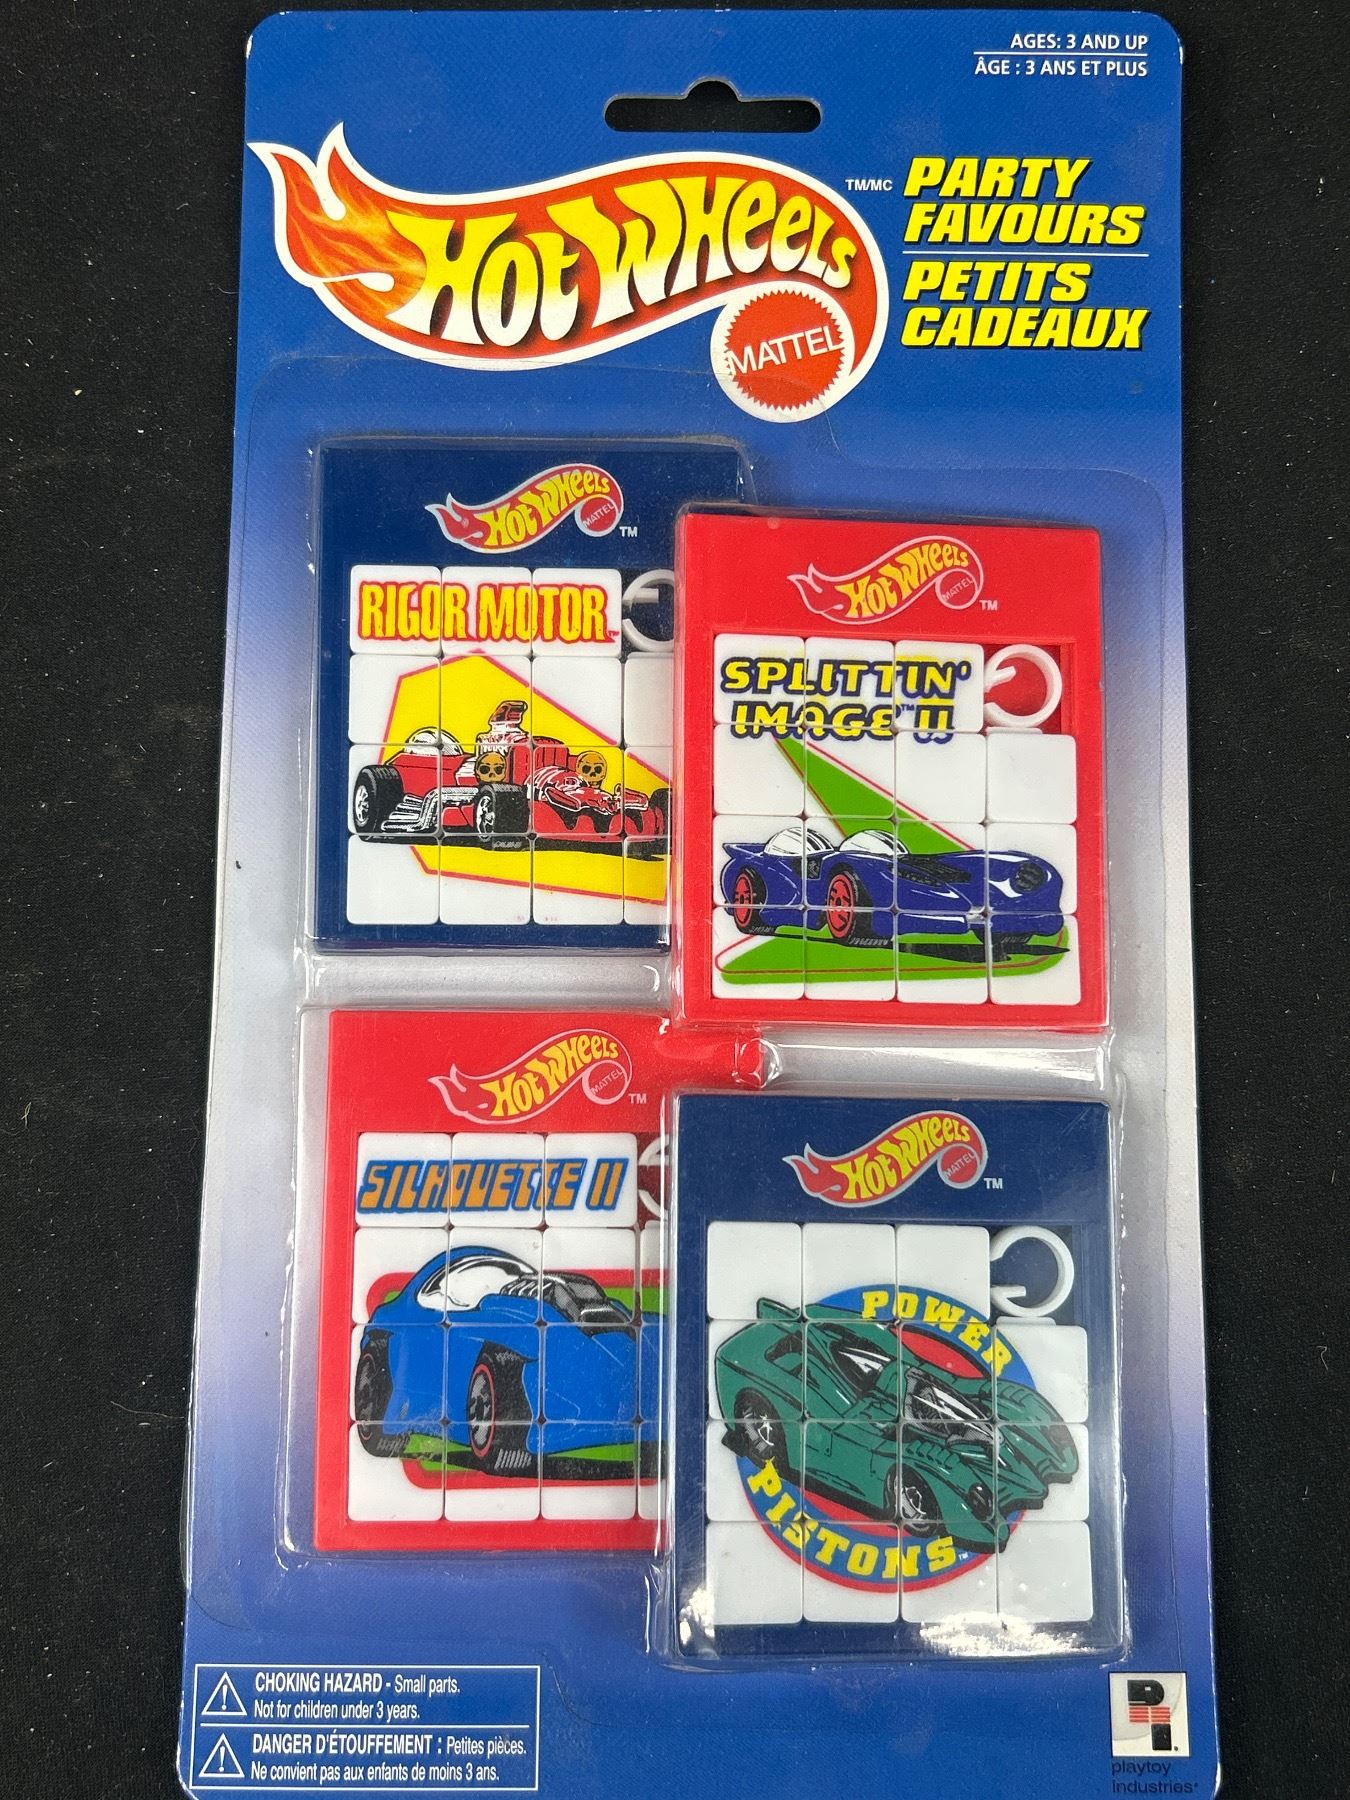 AGES: 3 AND UP
ÂGE : 3 ANS ET PLUS
HOT WHEELS
MATTEL
TM/MC
PARTY
FAVOURS
PETITS
CADEAUX
HOT WHEELS
MATTEL
TM
RIGOR MOTOR™
HOT WHEELS
MATTEL
TM
SPLITTIN'
IMAGE™ II
HOT WHEELS
MATTEL
TM
SILHOUETTE II
HOT WHEELS
MATTEL
TM
POWER
PISTONS™
CHOKING HAZARD - Small parts.
Not for children under 3 years.
DANGER D'ÉTOUFFEMENT : Petites pièces.
Ne convient pas aux enfants de moins 3 ans.
playtoy
industries